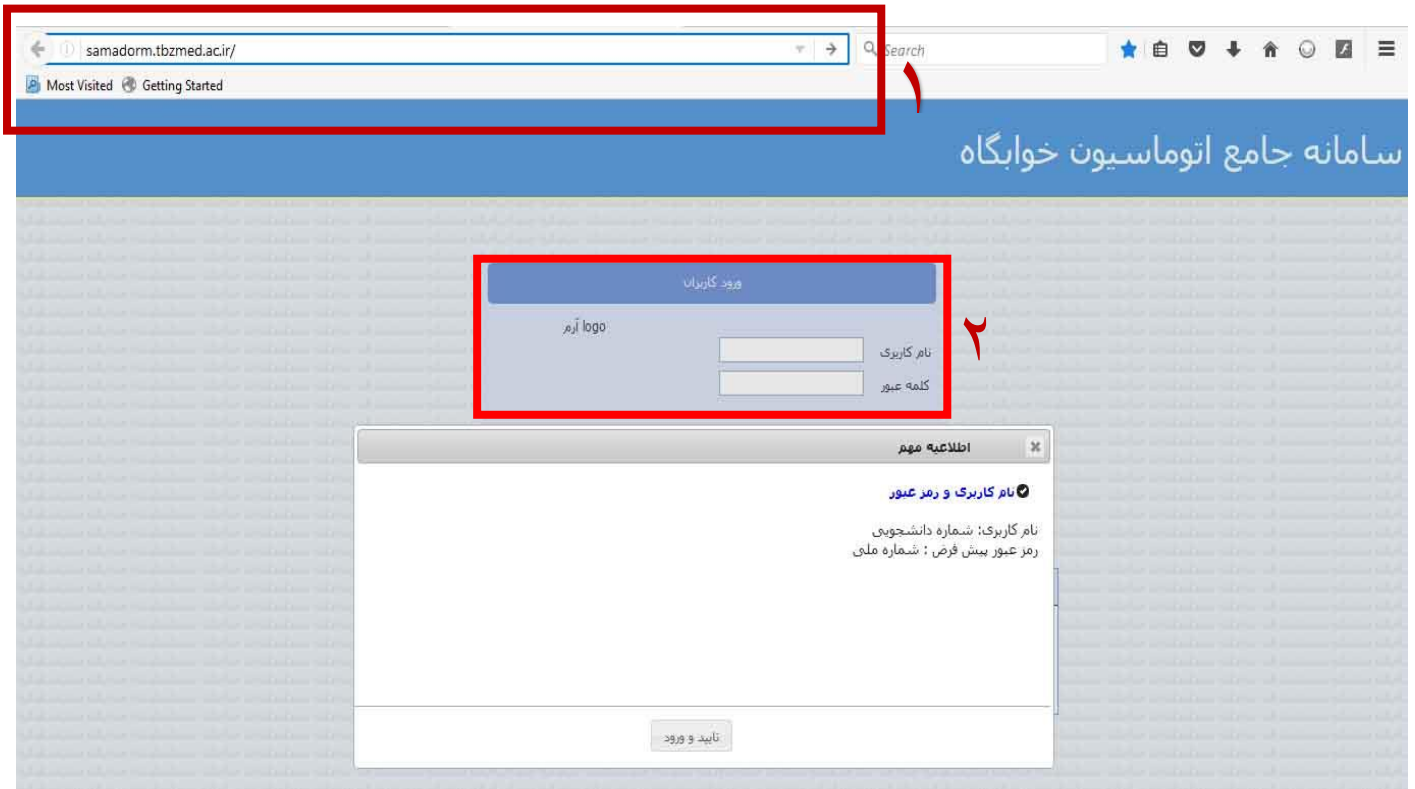 samadorm.tbzmed.ac.ir/
Search
Most Visited Getting Started
۱
سامانه جامع اتوماسیون خوابگاه
ورود کاربران
logo آرم
نام کاربری
کلمه عبور
۲
اطلاعیه مهم
نام کاربری و رمز عبور
نام کاربری: شماره دانشجویی
رمز عبور پیش فرض : شماره ملی
تایید و ورود